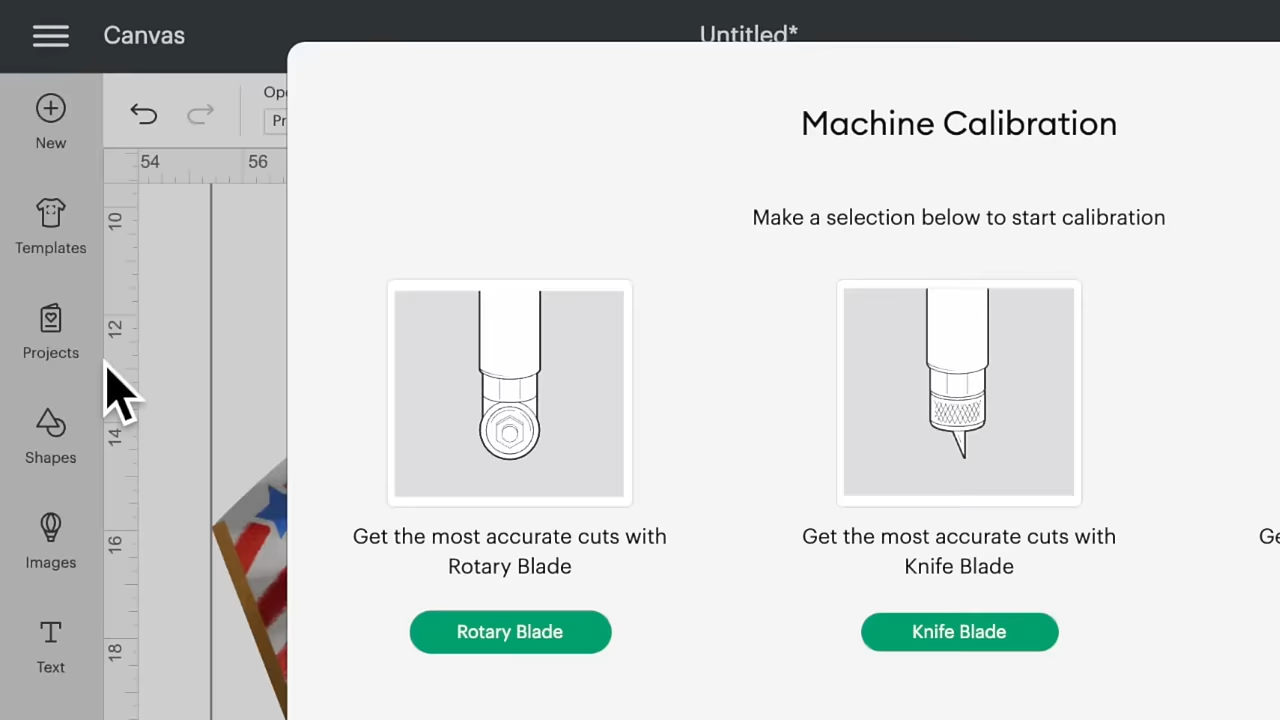 Canvas
Untitled*
New
Templates
Projects
Shapes
Images
Text
54
56
10
12
14
16
18
Machine Calibration
Make a selection below to start calibration
Get the most accurate cuts with
Rotary Blade
Rotary Blade
Get the most accurate cuts with
Knife Blade
Knife Blade